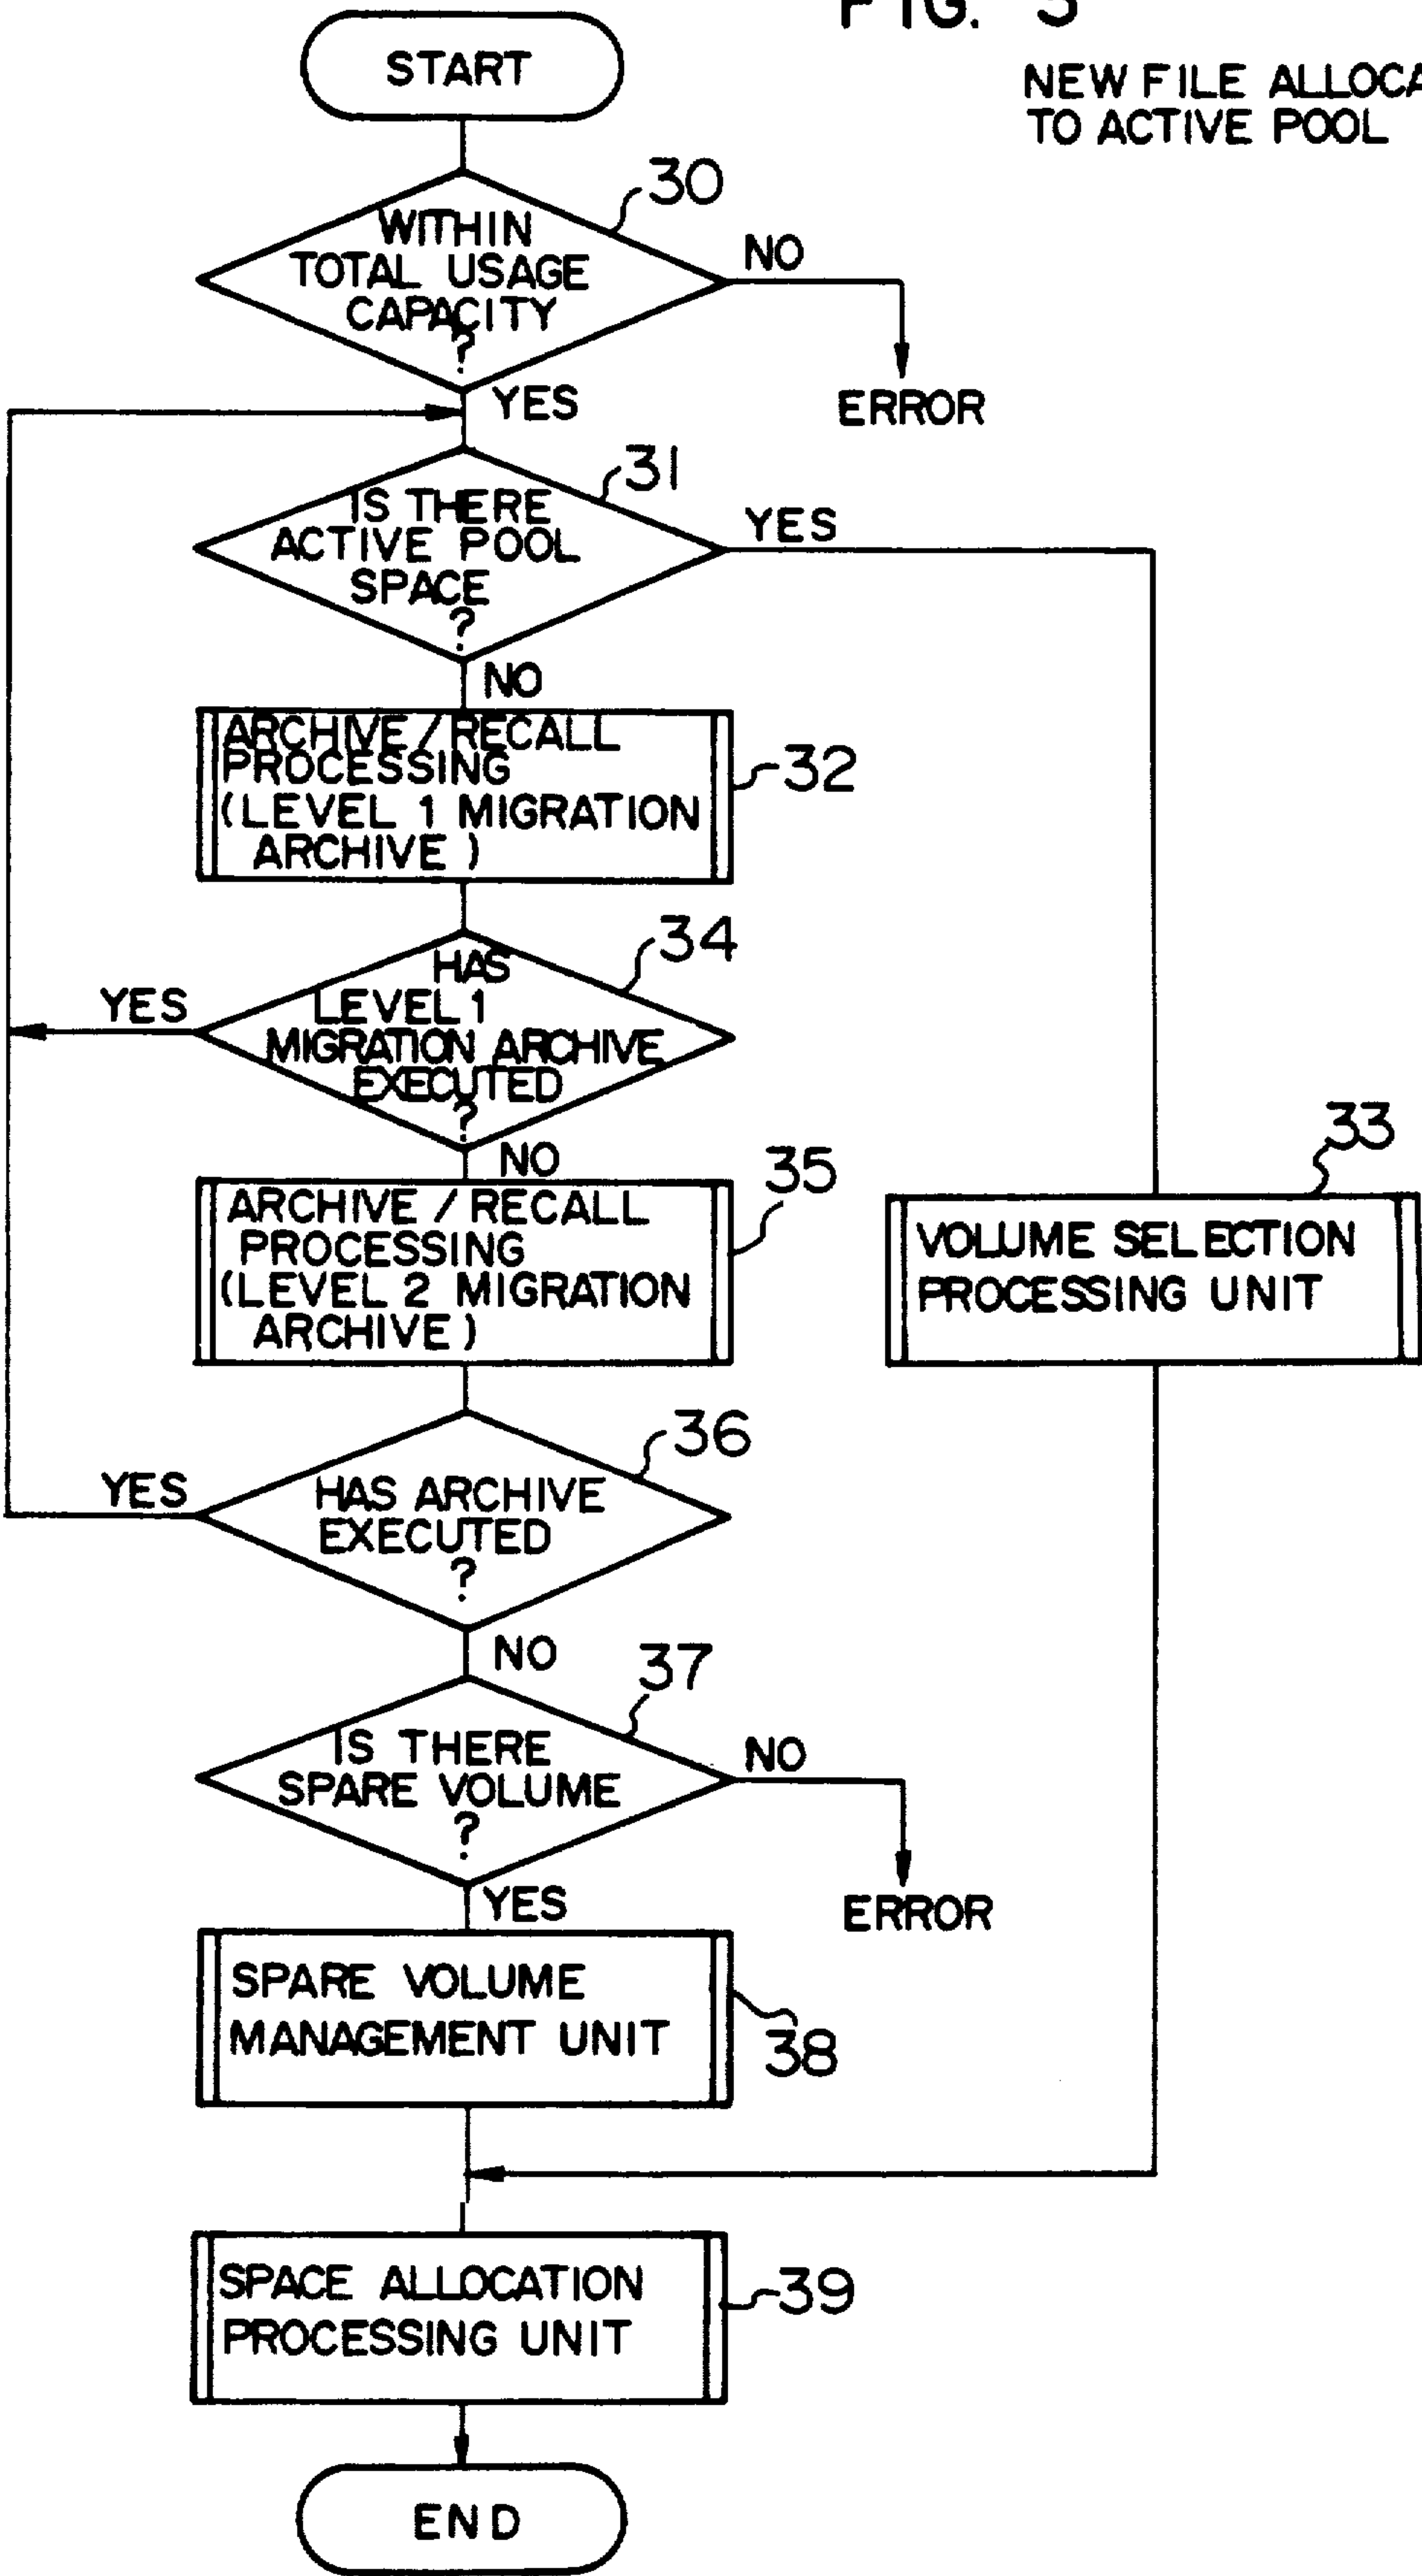 FIG. 5
NEW FILE ALLOCA
TO ACTIVE POOL
START
30
WITHIN
TOTAL USAGE
CAPACITY
?
NO
ERROR
YES
31
IS THERE
ACTIVE POOL
SPACE
?
YES
NO
ARCHIVE/RECALL
PROCESSING
(LEVEL 1 MIGRATION
ARCHIVE)
32
34
HAS
LEVEL 1
MIGRATION ARCHIVE
EXECUTED
?
YES
NO
35
ARCHIVE / RECALL
PROCESSING
(LEVEL 2 MIGRATION
ARCHIVE)
33
VOLUME SELECTION
PROCESSING UNIT
36
HAS ARCHIVE
EXECUTED
?
YES
NO
37
IS THERE
SPARE VOLUME
?
NO
ERROR
YES
SPARE VOLUME
MANAGEMENT UNIT
38
SPACE ALLOCATION
PROCESSING UNIT
39
END